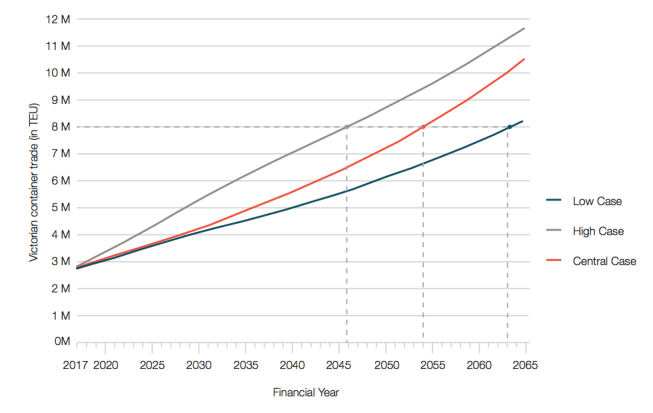 12 M
11 M
10 M
9 M
8 M
7 M
6 M
5 M
4 M
3 M
2 M
1 M
0M
Victorian container trade (in TEU)
2017 2020 2025 2030 2035 2040 2045 2050 2055 2060 2065
Financial Year
Low Case
High Case
Central Case